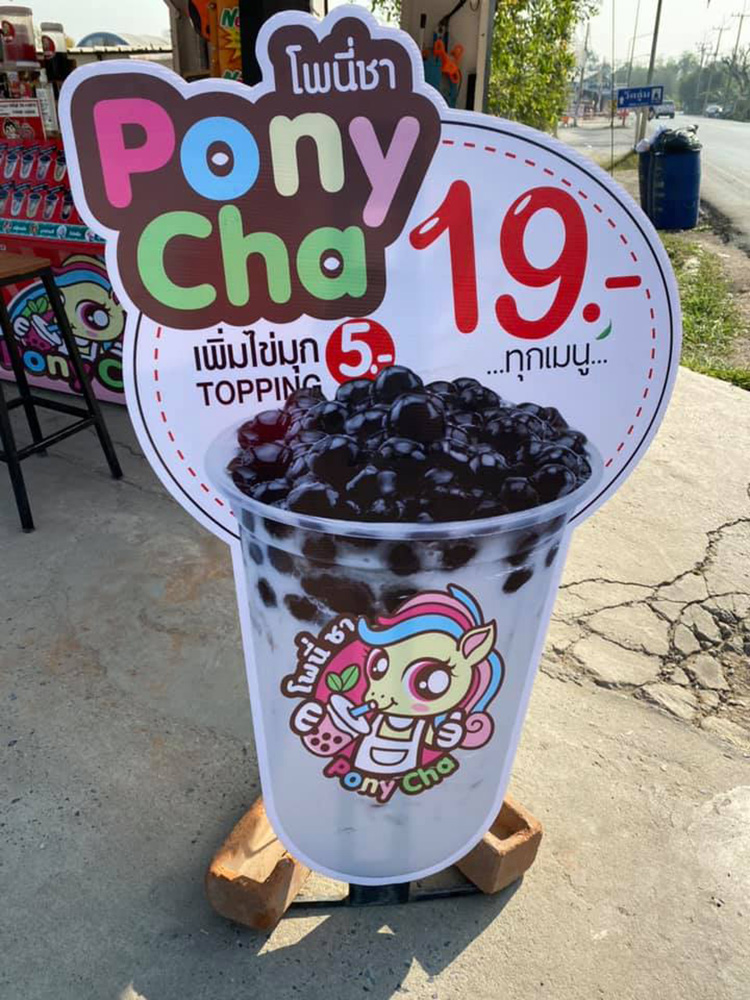 โพนี่ชา
Pony
Cha
19.-
...ทุกเมนู...
เพิ่มไข่มุก 5.-
TOPPING
โพนี่ ชา
Pony Cha
Pony C